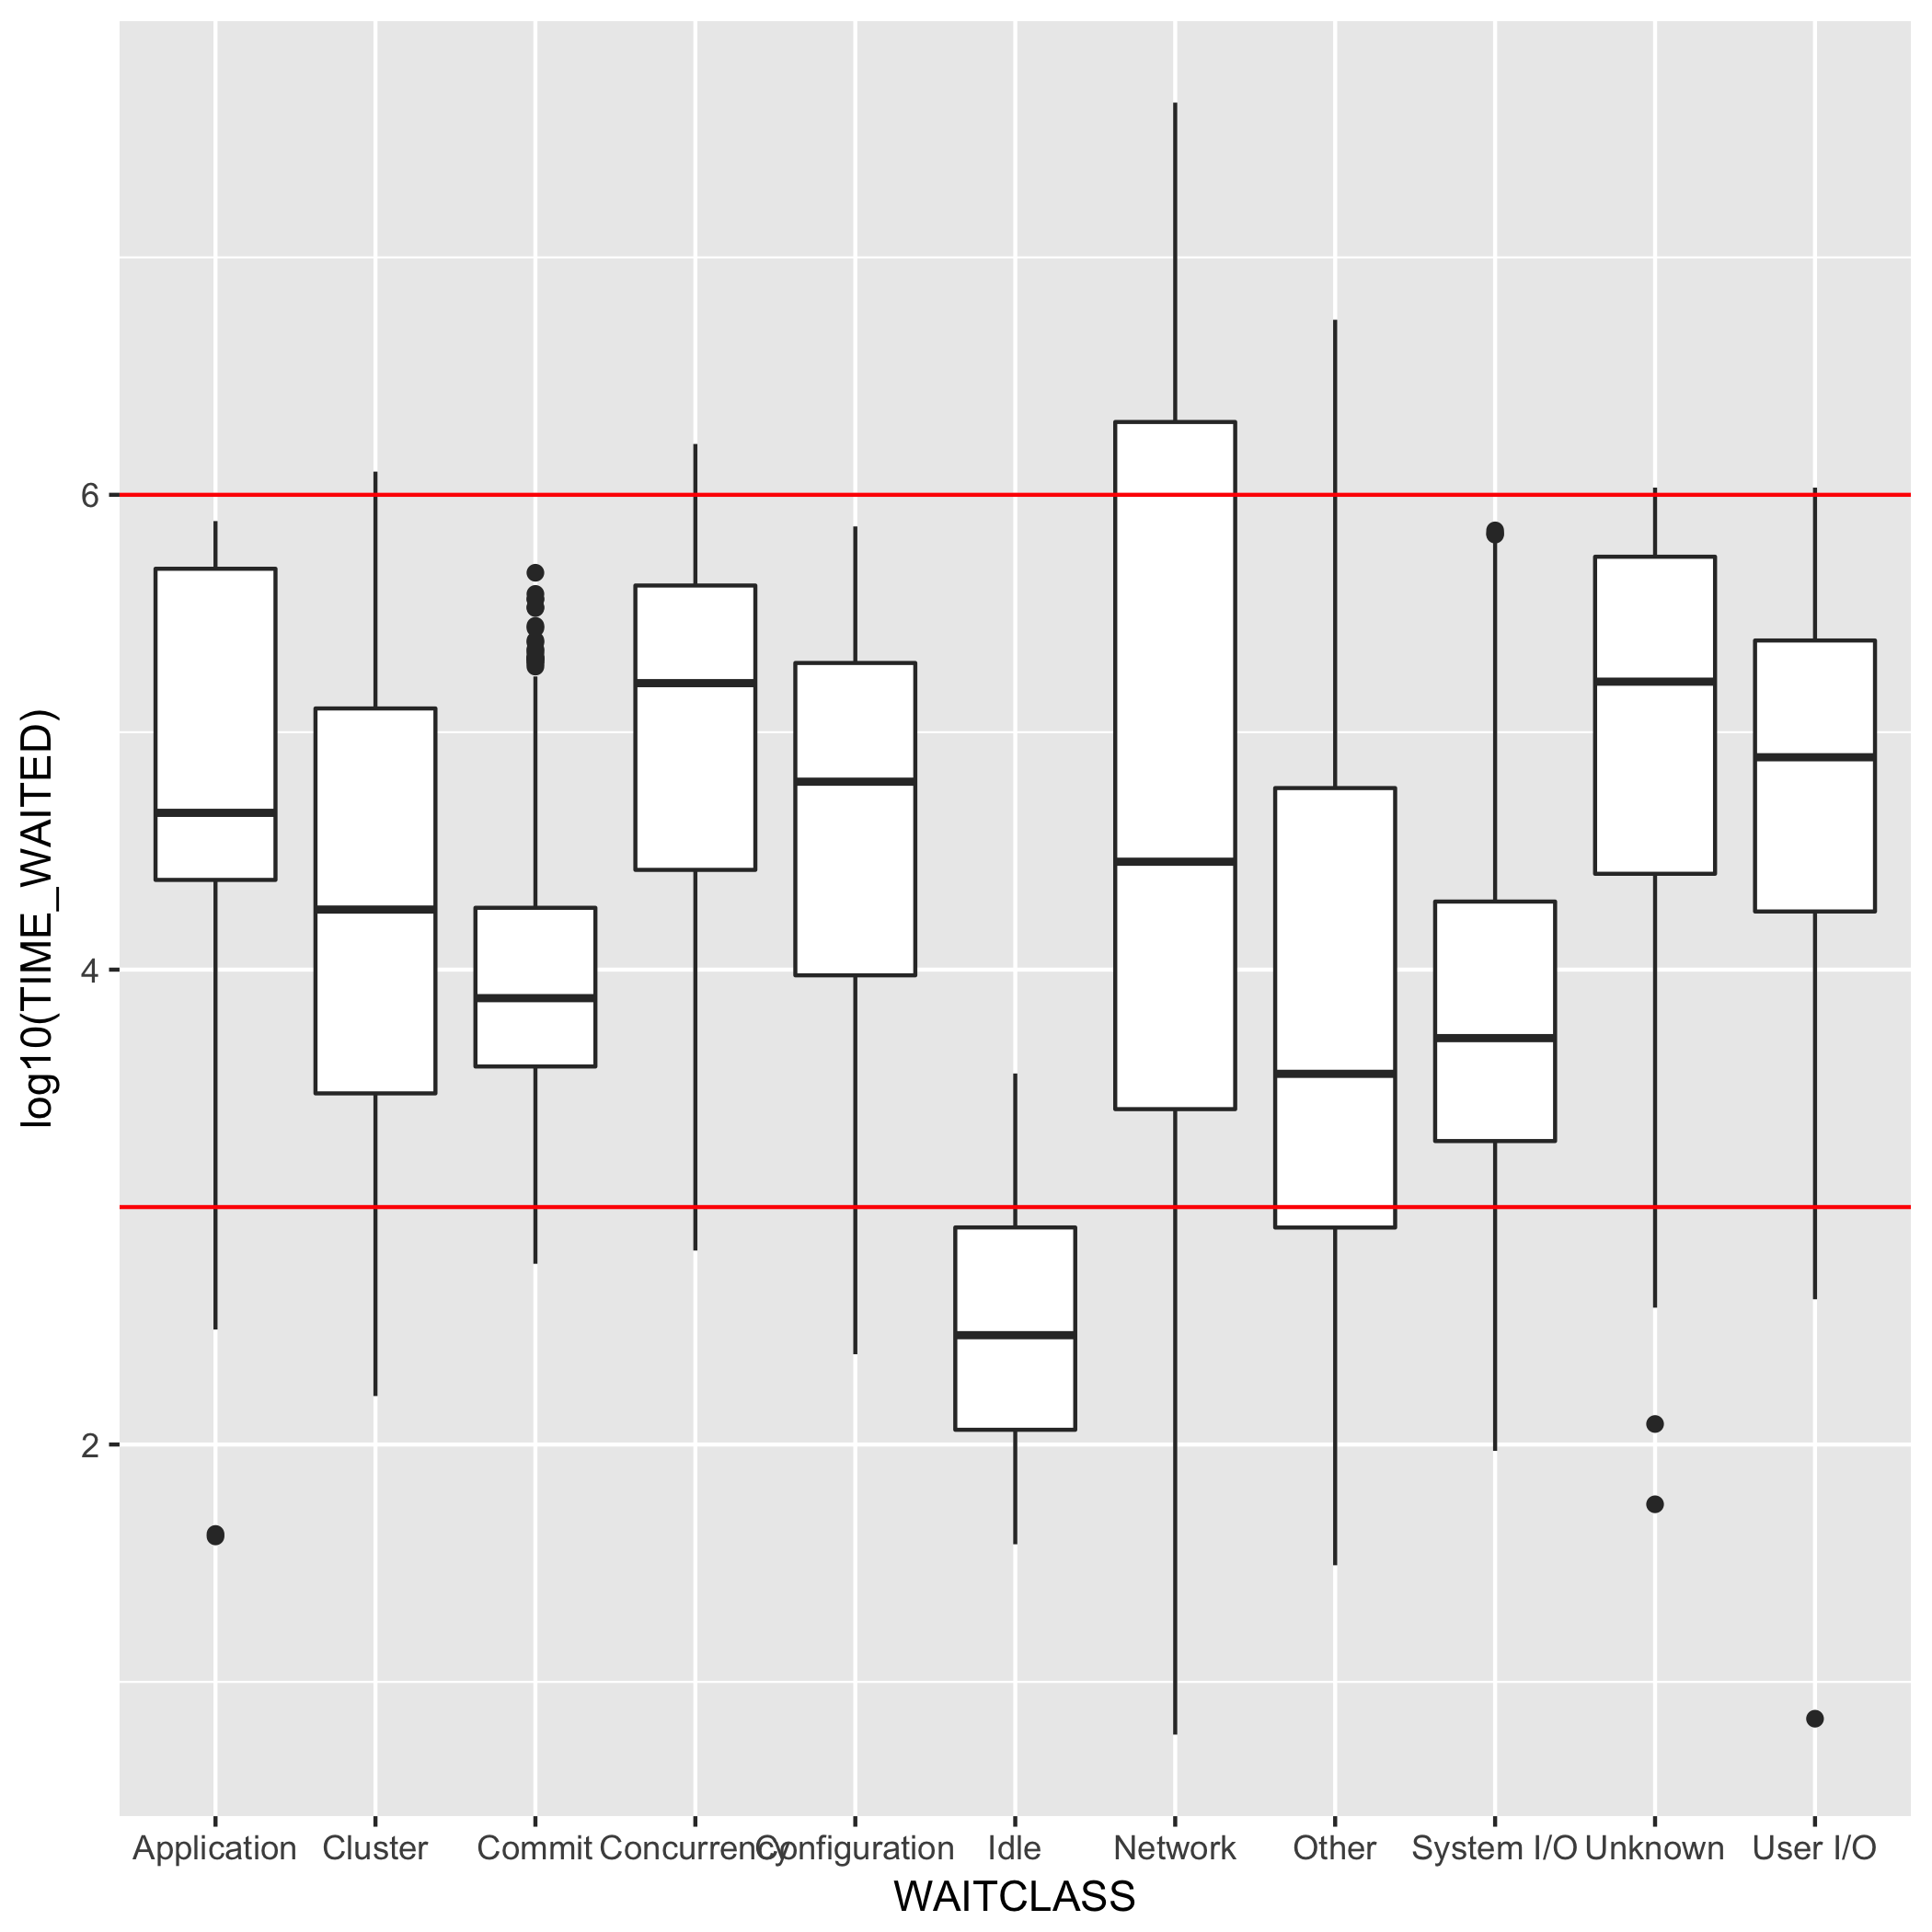 log10(TIME_WAITED)
6
4
2
Application Cluster Commit Concurrency Configuration Idle Network Other System I/O Unknown User I/O
WAITCLASS